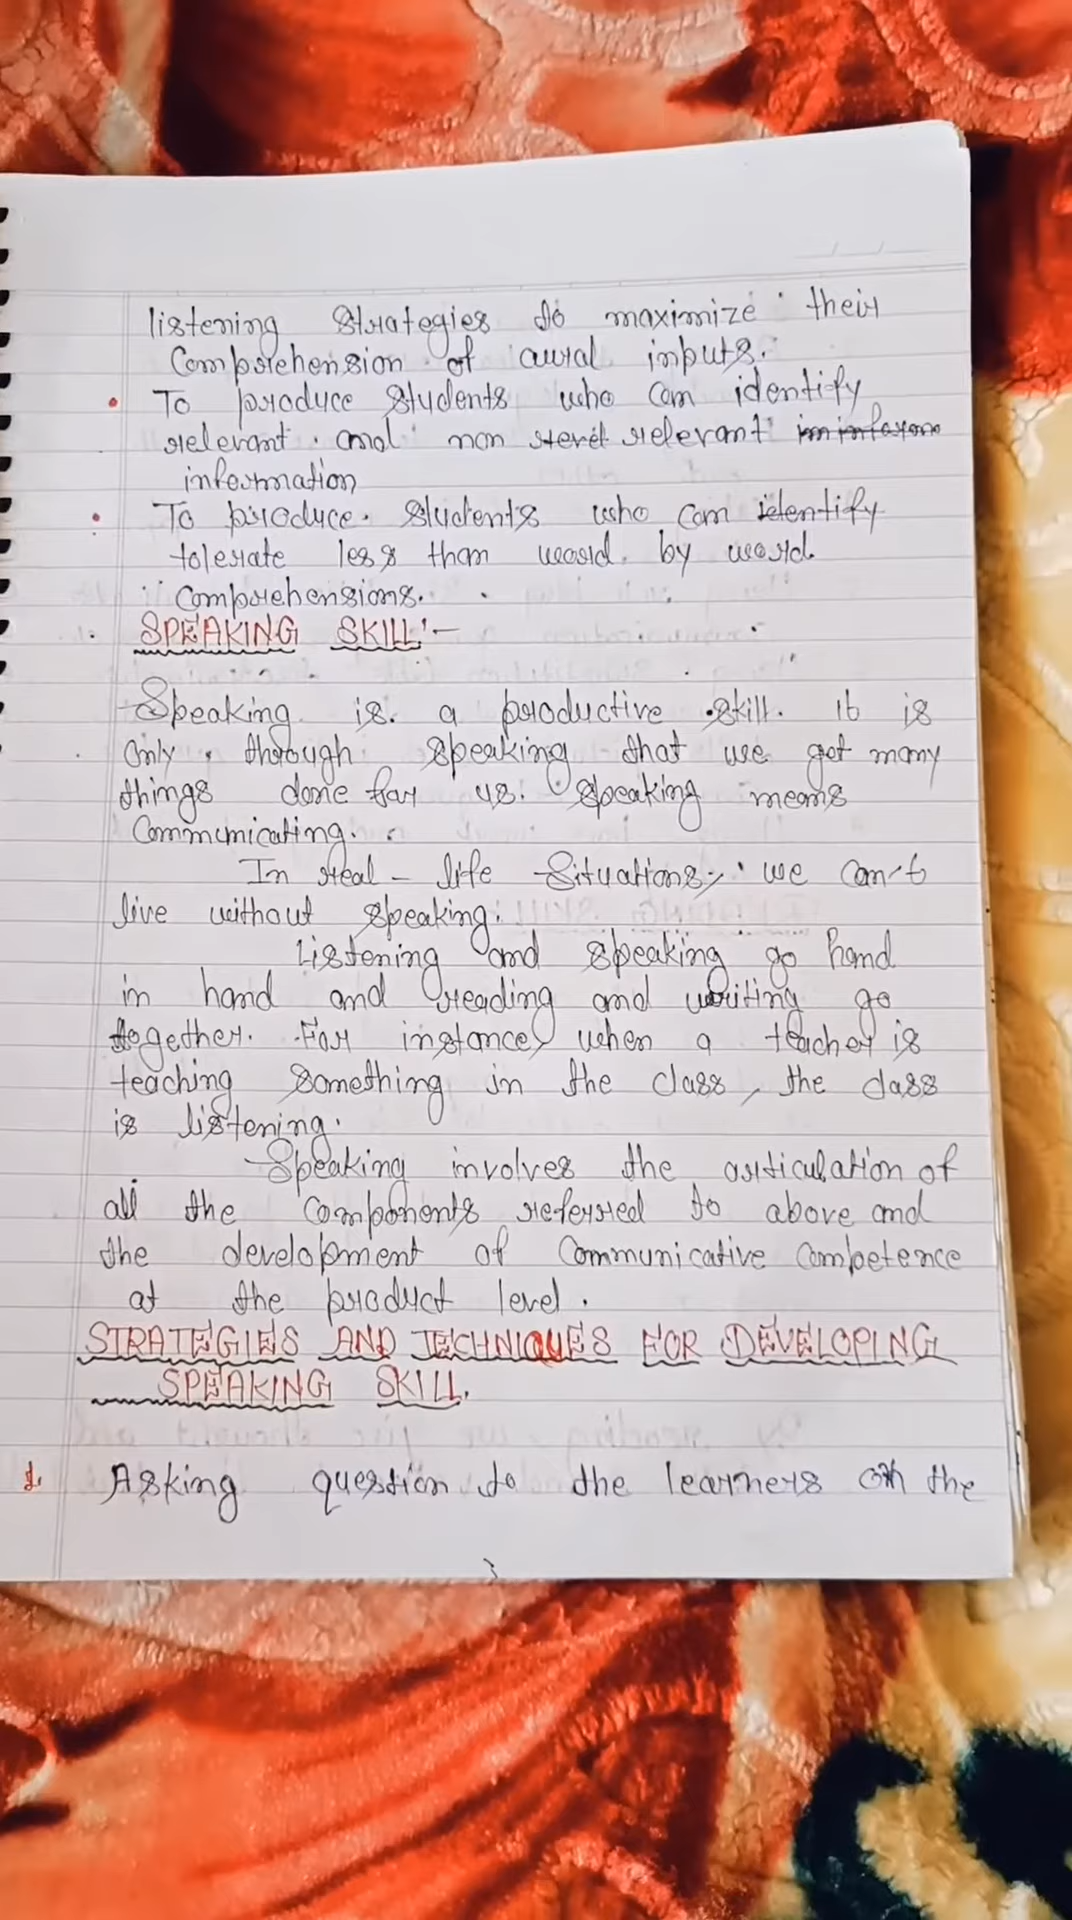 listening strategies to maximize their
Comprehension of aural inputs.
• To produce students who can identify
relevant and non relevant
information
• To produce students who can identify
tolerate less than word by word
Comprehensions.
SPEAKING SKILL:-
Speaking is a productive skill. It is
only through speaking that we get many
things done for us. Speaking means
Communicating.
In real - life situations, we can't
live without speaking.
Listening and speaking go hand
in hand and reading and writing go
together. For instance, when a teacher is
teaching something in the class, the class
is listening.
Speaking involves the articulation of
all the Components referred to above and
the development of Communicative Competence
at the product level.
STRATEGIES AND TECHNIQUES FOR DEVELOPING
SPEAKING SKILL.
1. Asking question to the learners on the
3